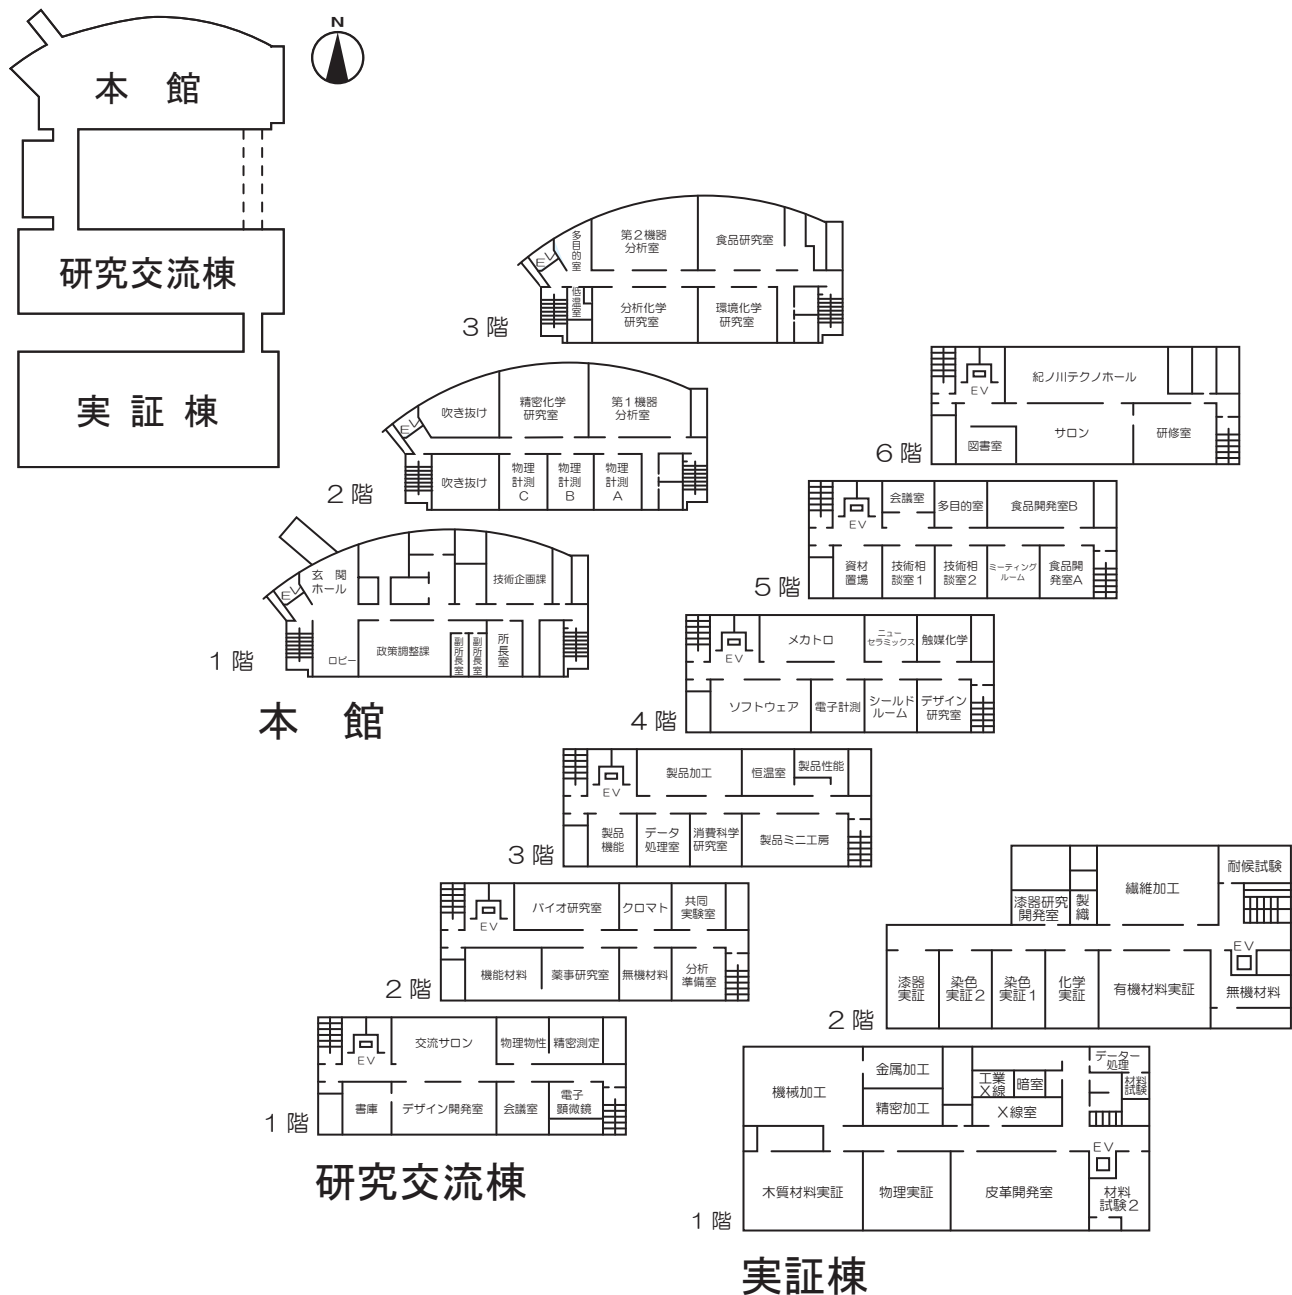 N
本 館
研究交流棟
実証棟
多目的室
第2機器
分析室
食品研究室
EV
低温室
分析化学
研究室
環境化学
研究室
3階
吹き抜け
精密化学
研究室
第1機器
分析室
EV
吹き抜け
物理
計測
C
物理
計測
B
物理
計測
A
2階
玄 関
ホール
技術企画課
EV
ロビー
政策調整課
副所長室
副所長室
所長室
1階
本 館
紀ノ川テクノホール
EV
図書室
サロン
研修室
6階
会議室
多目的室
食品開発室B
EV
資材
置場
技術相
談室1
技術相
談室2
ミーティング
ルーム
食品開
発室A
5階
メカトロ
ニュー
セラミックス
触媒化学
EV
ソフトウェア
電子計測
シールド
ルーム
デザイン
研究室
4階
製品加工
恒温室
製品性能
EV
製品
機能
データ
処理室
消費科学
研究室
製品ミニ工房
3階
バイオ研究室
クロマト
共同
実験室
EV
機能材料
薬事研究室
無機材料
分析
準備室
2階
交流サロン
物理物性
精密測定
EV
書庫
デザイン開発室
会議室
電子
顕微鏡
1階
研究交流棟
漆器研究
開発室
製織
繊維加工
耐候試験
EV
漆器
実証
染色
実証2
染色
実証1
化学
実証
有機材料実証
無機材料
2階
機械加工
金属加工
精密加工
工業
X線
暗室
X線室
データー
処理
材料
試験
EV
木質材料実証
物理実証
皮革開発室
材料
試験2
1階
実証棟